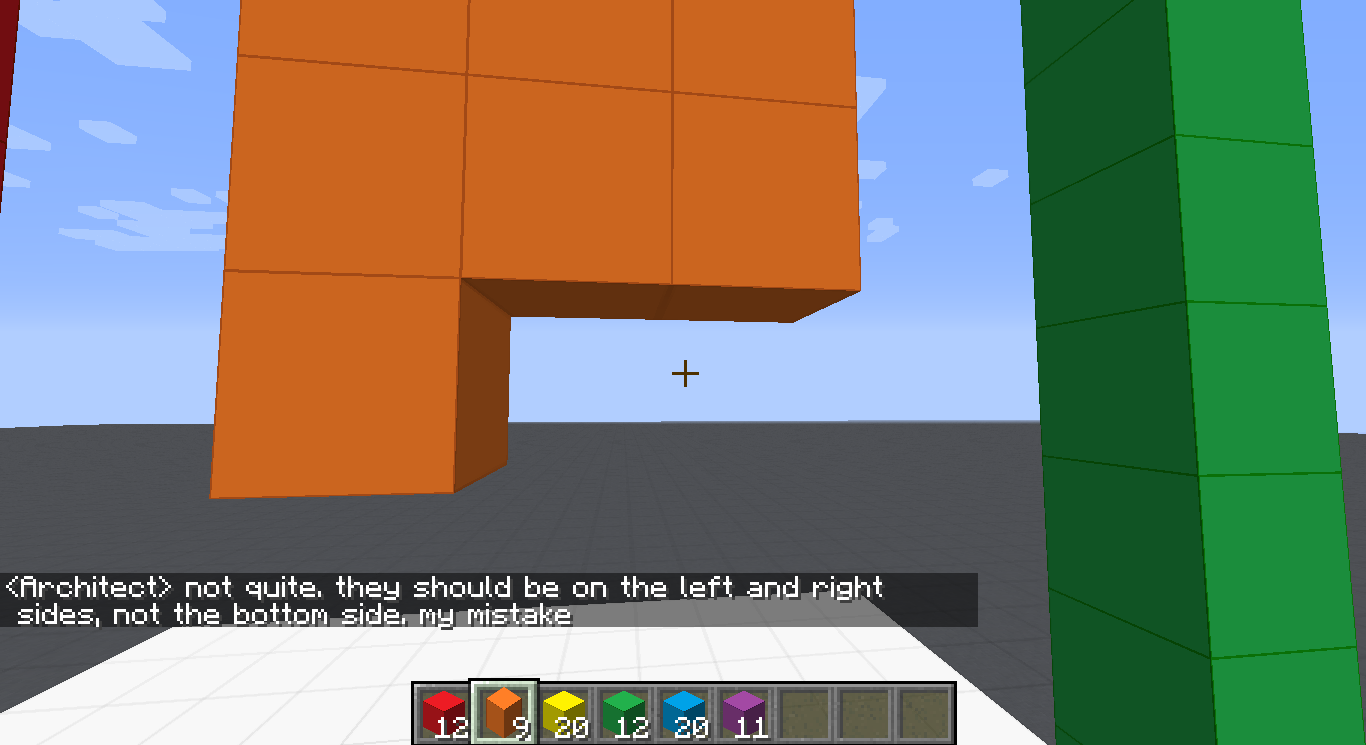 <Architect> not quite. they should be on the left and right
sides, not the bottom side. my mistake
12 9 20 12 20 11